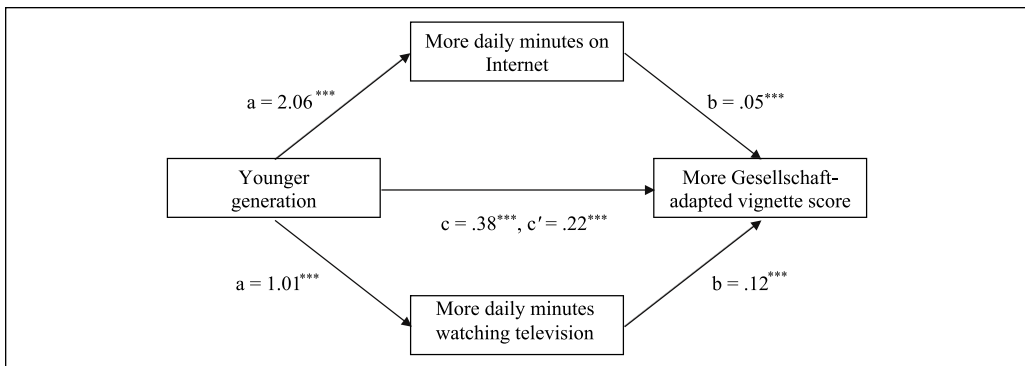 More daily minutes on
Internet
a = 2.06***
b = .05***
Younger
generation
More Gesellschaft-
adapted vignette score
c = .38***, c′ = .22***
a = 1.01***
b = .12***
More daily minutes
watching television